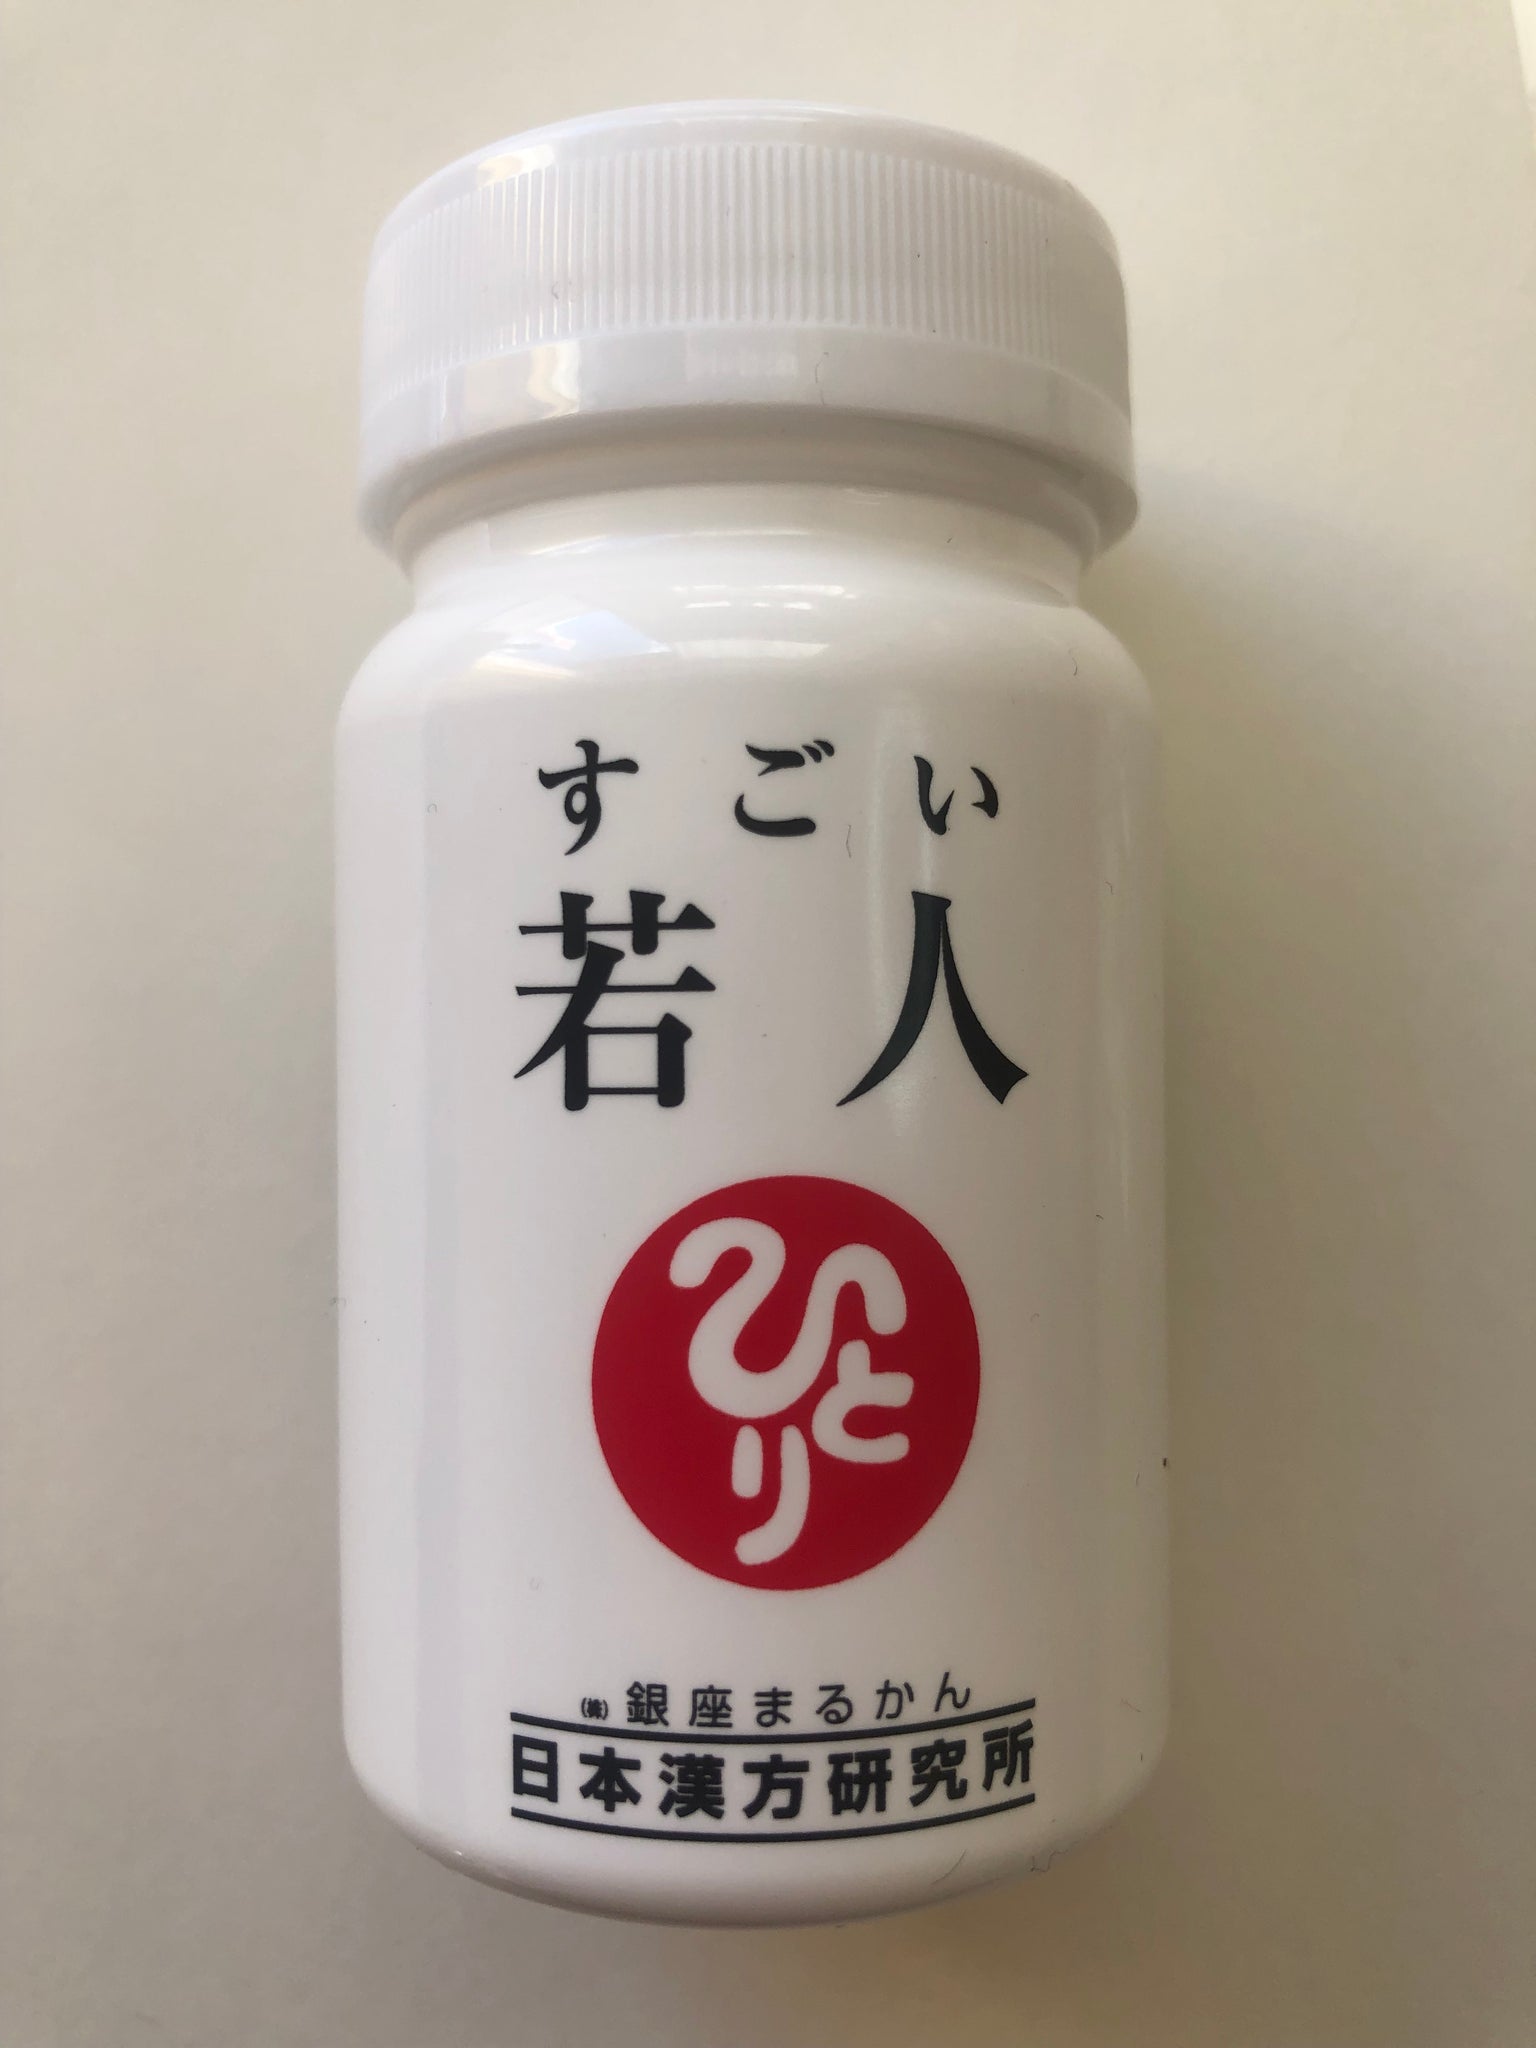 すごい
若人
ひとり
㈱銀座まるかん
日本漢方研究所